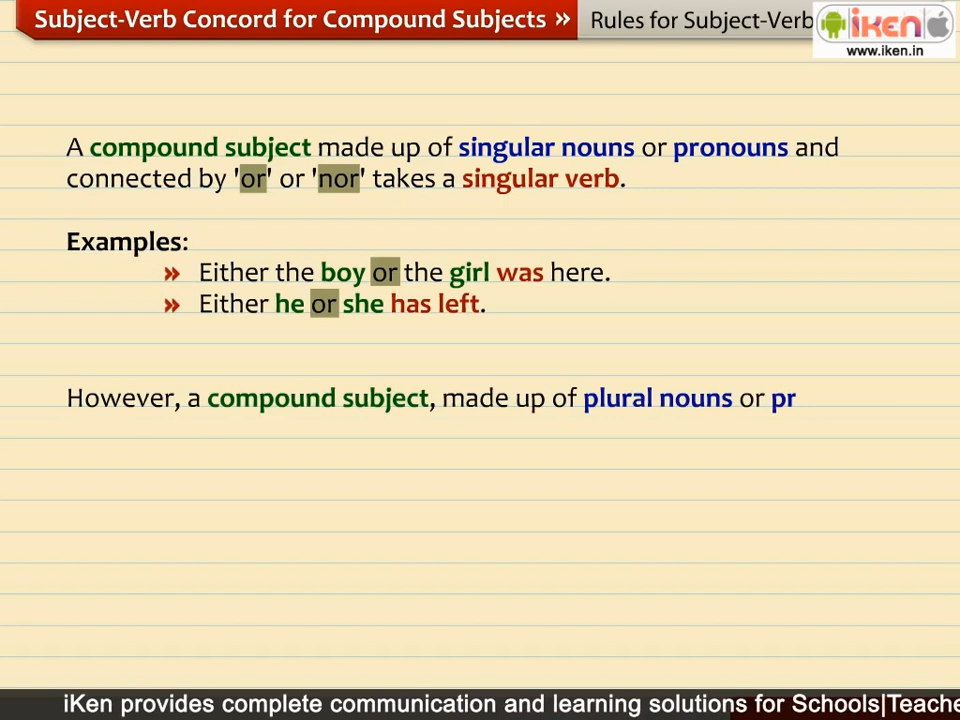 Subject-Verb Concord for Compound Subjects » Rules for Subject-Verb
iken
www.iken.in
A compound subject made up of singular nouns or pronouns and
connected by 'or' or 'nor' takes a singular verb.
Examples:
» Either the boy or the girl was here.
» Either he or she has left.
However, a compound subject, made up of plural nouns or pr
iKen provides complete communication and learning solutions for Schools|Teache